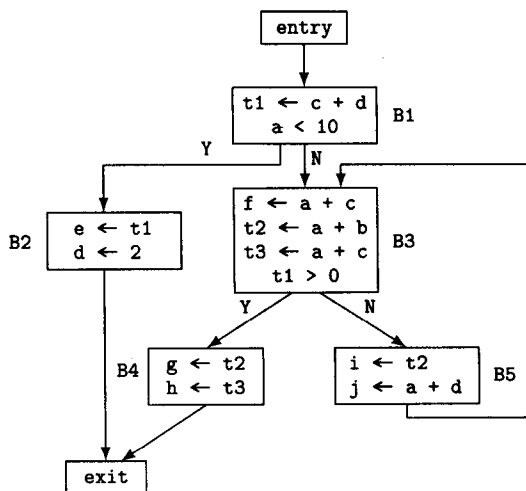 entry
t1 ← c + d
a < 10
B1
Y
N
f ← a + c
t2 ← a + b
t3 ← a + c
t1 > 0
B3
B2
e ← t1
d ← 2
Y
N
B4
g ← t2
h ← t3
i ← t2
j ← a + d
B5
exit